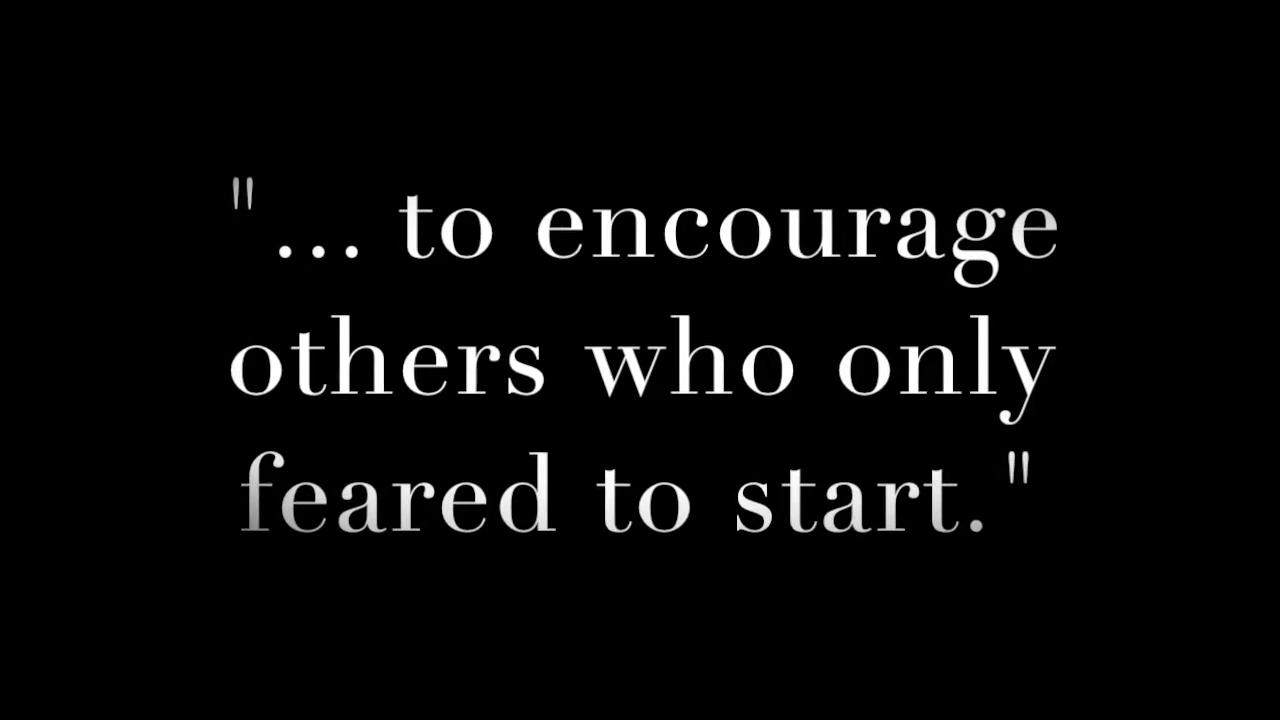 "... to encourage
others who only
feared to start."